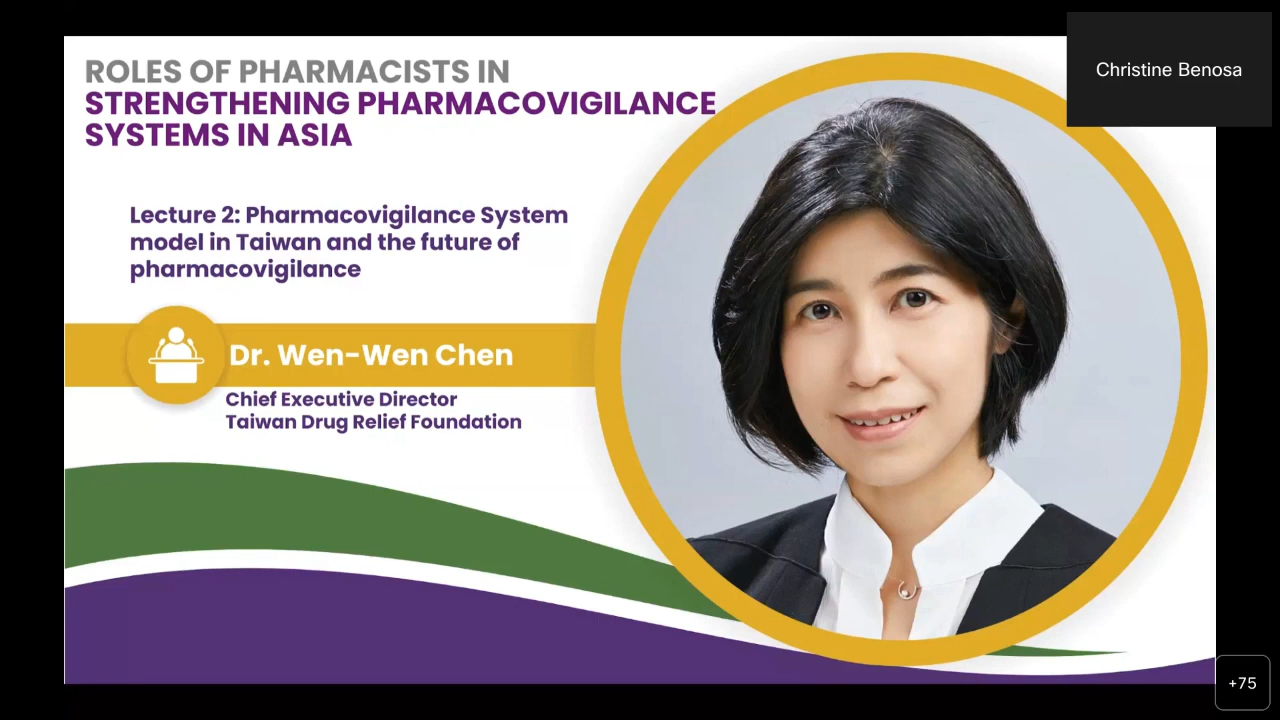 ROLES OF PHARMACISTS IN
STRENGTHENING PHARMACOVIGILANCE
SYSTEMS IN ASIA
Christine Benosa
Lecture 2: Pharmacovigilance System
model in Taiwan and the future of
pharmacovigilance
Dr. Wen-Wen Chen
Chief Executive Director
Taiwan Drug Relief Foundation
+75